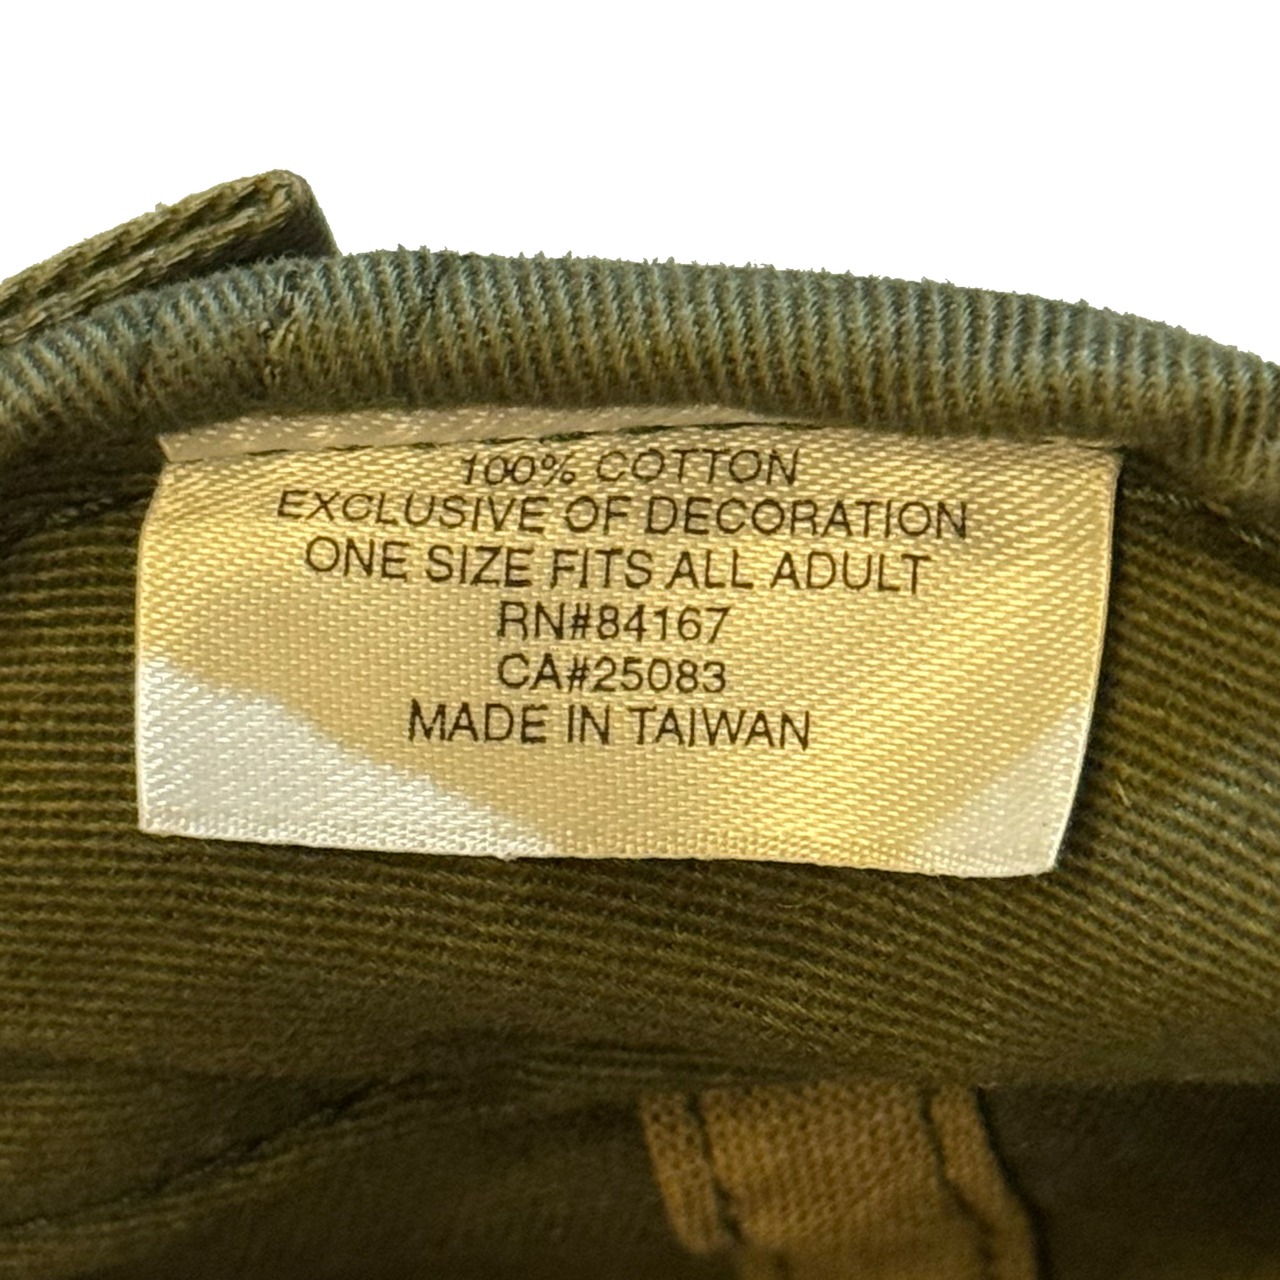 100% COTTON
EXCLUSIVE OF DECORATION
ONE SIZE FITS ALL ADULT
RN#84167
CA#25083
MADE IN TAIWAN